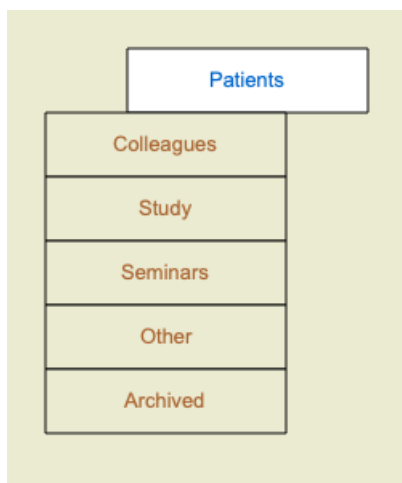 Patients
Colleagues
Study
Seminars
Other
Archived